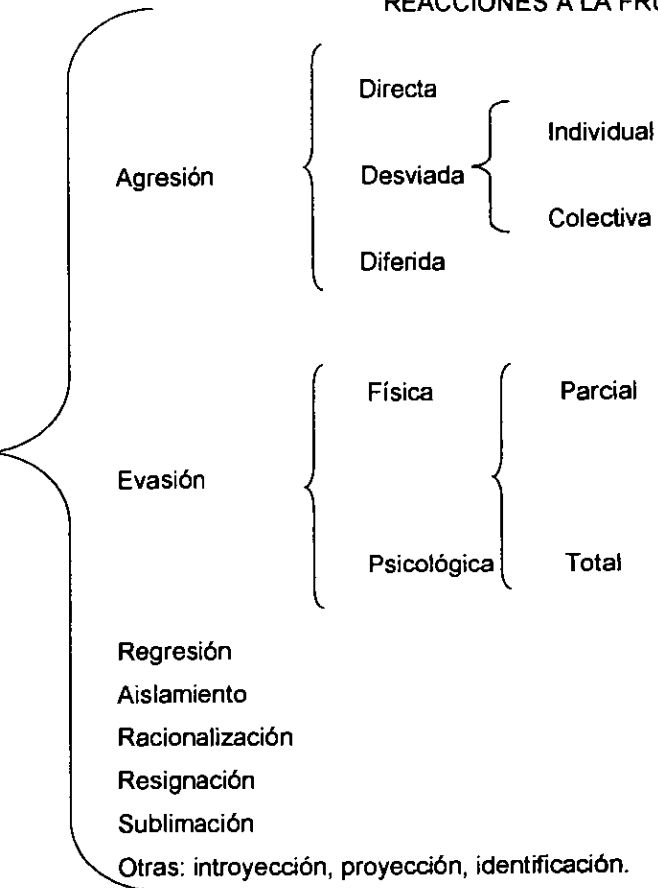 REACCIONES A LA FRU
Directa
Individual
Agresión
Desviada
Colectiva
Diferida
Física
Parcial
Evasión
Psicológica
Total
Regresión
Aislamiento
Racionalización
Resignación
Sublimación
Otras: introyección, proyección, identificación.